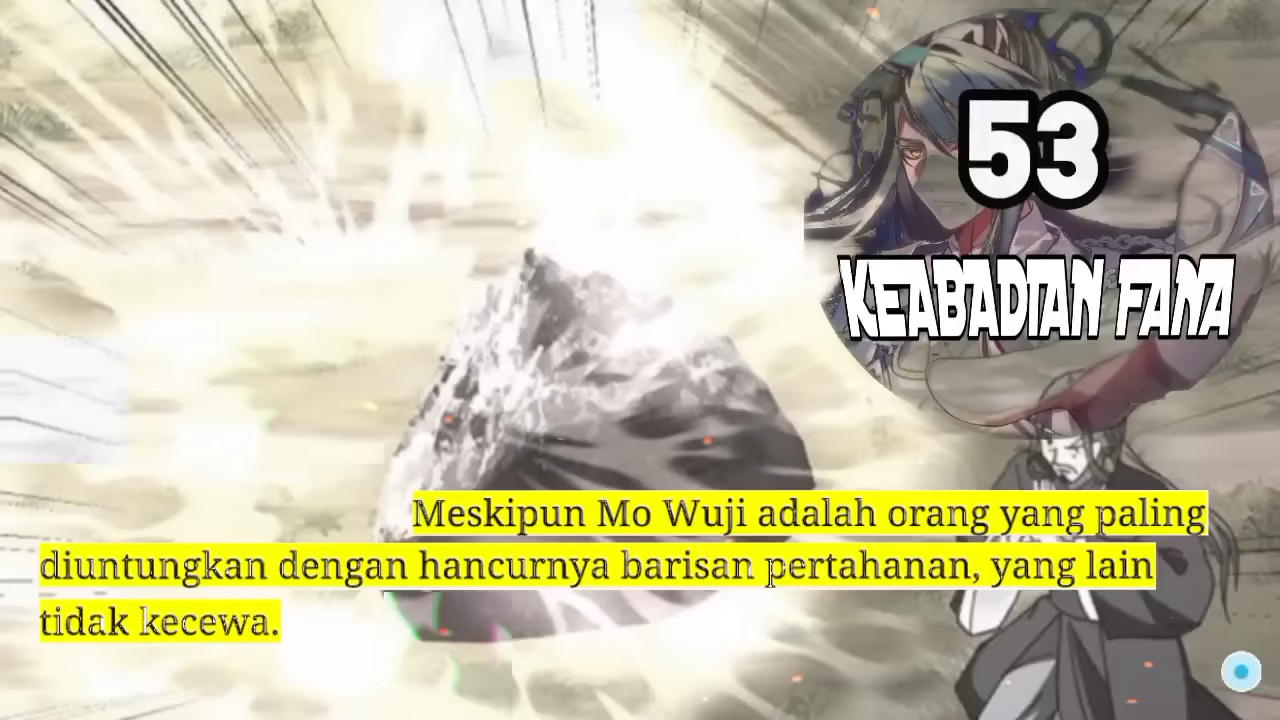 53
KEABADIAN FANA
Meskipun Mo Wuji adalah orang yang paling
diuntungkan dengan hancurnya barisan pertahanan, yang lain
tidak kecewa.